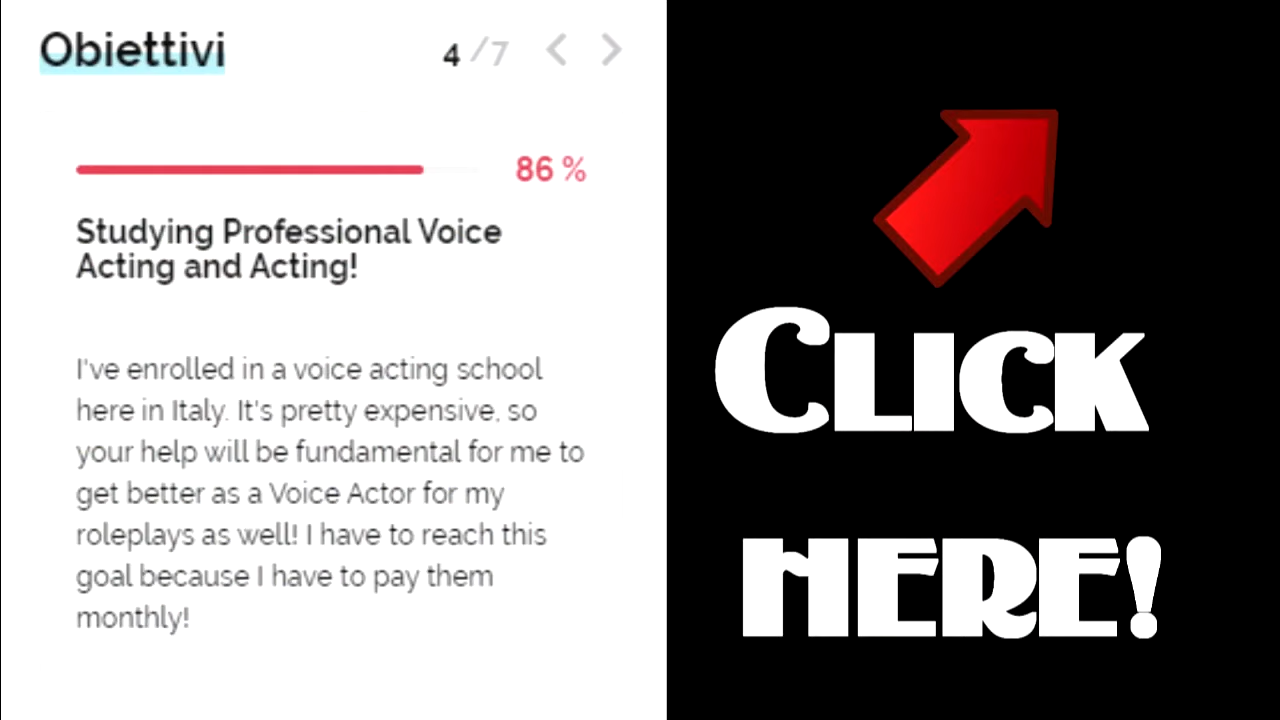 Obiettivi
4 /7
86 %
Studying Professional Voice
Acting and Acting!
I've enrolled in a voice acting school
here in Italy. It's pretty expensive, so
your help will be fundamental for me to
get better as a Voice Actor for my
roleplays as well! I have to reach this
goal because I have to pay them
monthly!
CLICK
HERE!